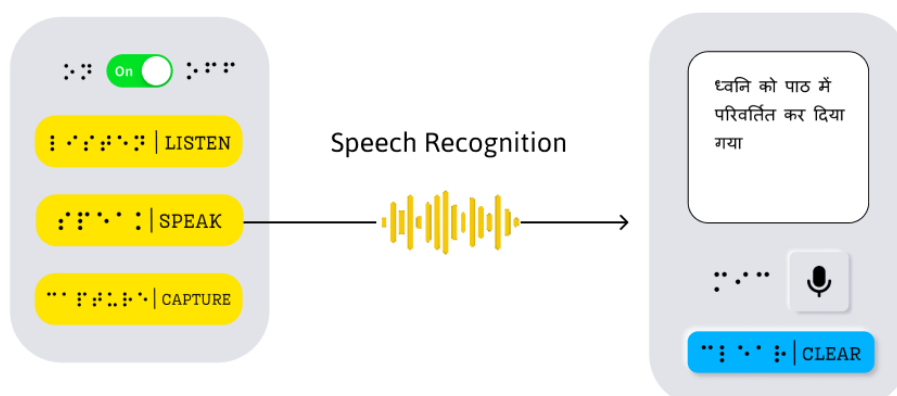 ⠕⠝ On ⠕⠋⠋
⠇⠊⠎⠞⠑⠝ | LISTEN
⠎⠏⠑⠁⠅ | SPEAK
⠉⠁⠏⠞⠥⠗⠑ | CAPTURE
Speech Recognition
ध्वनि को पाठ में
परिवर्तित कर दिया
गया
⠍⠊⠉
⠉⠇⠑⠁⠗ | CLEAR